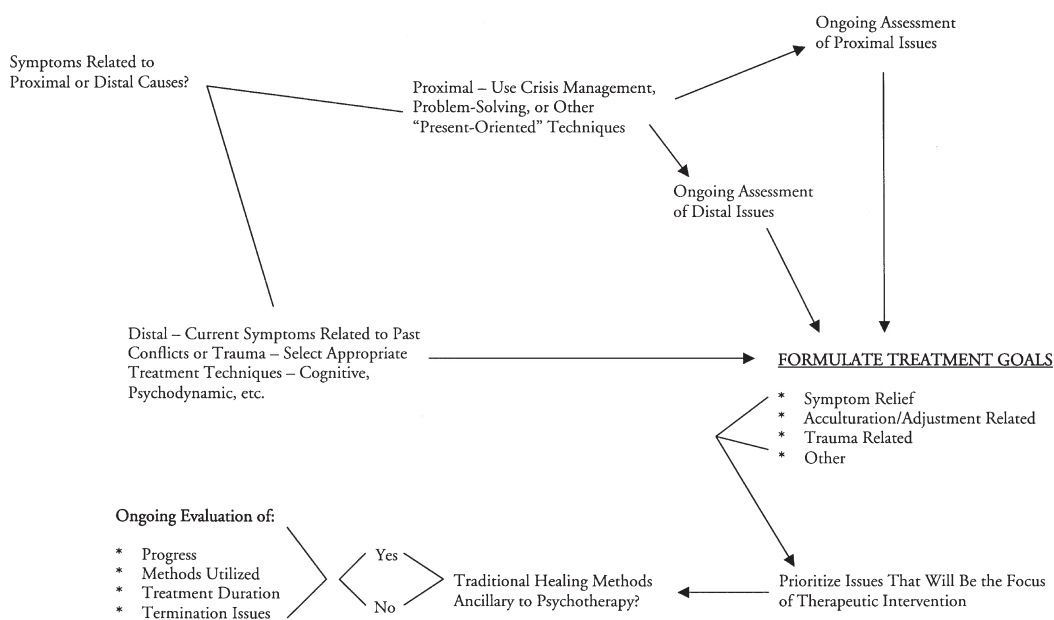 Ongoing Assessment
of Proximal Issues
Symptoms Related to
Proximal or Distal Causes?
Proximal – Use Crisis Management,
Problem-Solving, or Other
“Present-Oriented” Techniques
Ongoing Assessment
of Distal Issues
Distal – Current Symptoms Related to Past
Conflicts or Trauma – Select Appropriate
Treatment Techniques – Cognitive,
Psychodynamic, etc.
FORMULATE TREATMENT GOALS
* Symptom Relief
* Acculturation/Adjustment Related
* Trauma Related
* Other
Prioritize Issues That Will Be the Focus
of Therapeutic Intervention
Traditional Healing Methods
Ancillary to Psychotherapy?
Yes
No
Ongoing Evaluation of:
* Progress
* Methods Utilized
* Treatment Duration
* Termination Issues